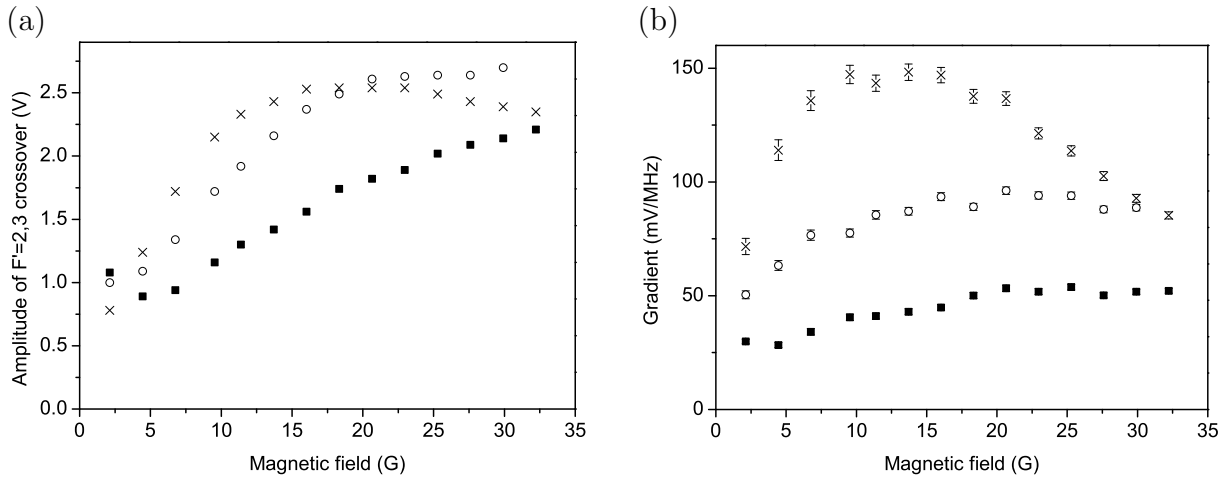 (a)
Amplitude of F'=2,3 crossover (V)
2.5
2.0
1.5
1.0
0.5
0.0
0 5 10 15 20 25 30 35
Magnetic field (G)
(b)
Gradient (mV/MHz)
150
100
50
0
0 5 10 15 20 25 30 35
Magnetic field (G)